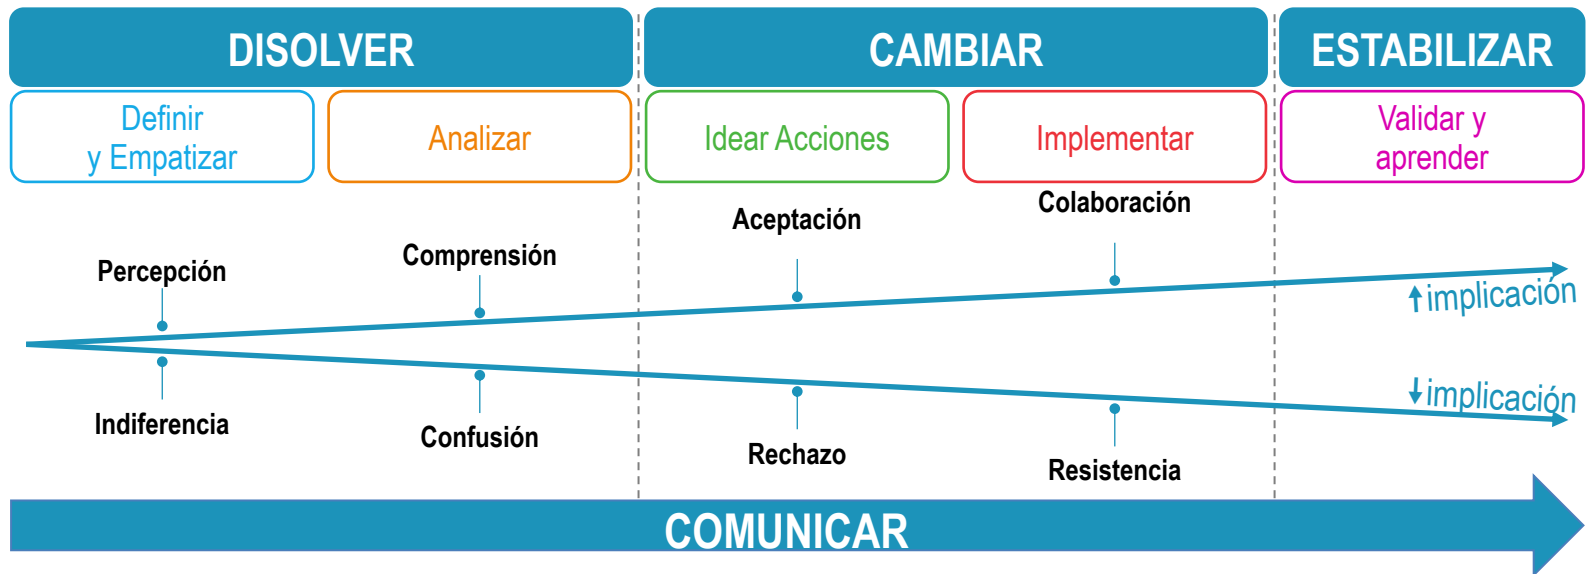 DISOLVER
CAMBIAR
ESTABILIZAR
Definir
y Empatizar
Analizar
Idear Acciones
Implementar
Validar y
aprender
Percepción
Comprensión
Aceptación
Colaboración
implicación
implicación
Indiferencia
Confusión
Rechazo
Resistencia
COMUNICAR